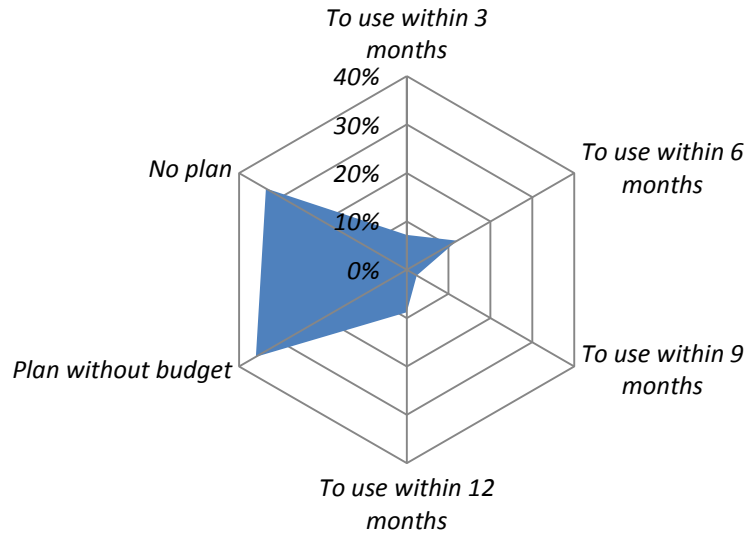 To use within 3
months
40%
30%
20%
10%
0%
To use within 6
months
To use within 9
months
To use within 12
months
Plan without budget
No plan